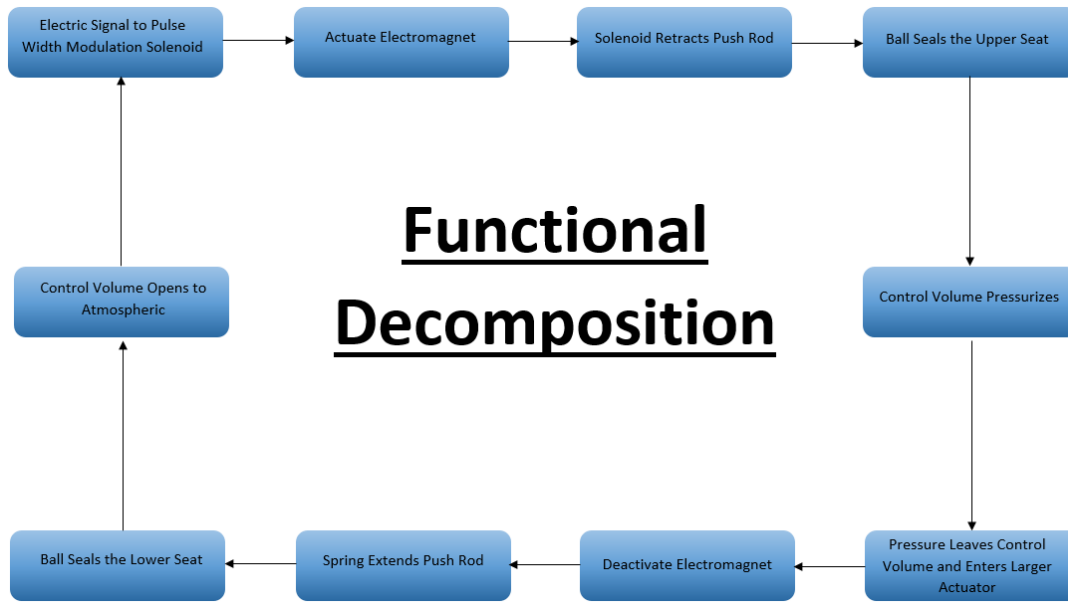 Electric Signal to Pulse
Width Modulation Solenoid
Actuate Electromagnet
Solenoid Retracts Push Rod
Ball Seals the Upper Seat
Functional
Decomposition
Control Volume Opens to
Atmospheric
Control Volume Pressurizes
Ball Seals the Lower Seat
Spring Extends Push Rod
Deactivate Electromagnet
Pressure Leaves Control
Volume and Enters Larger
Actuator